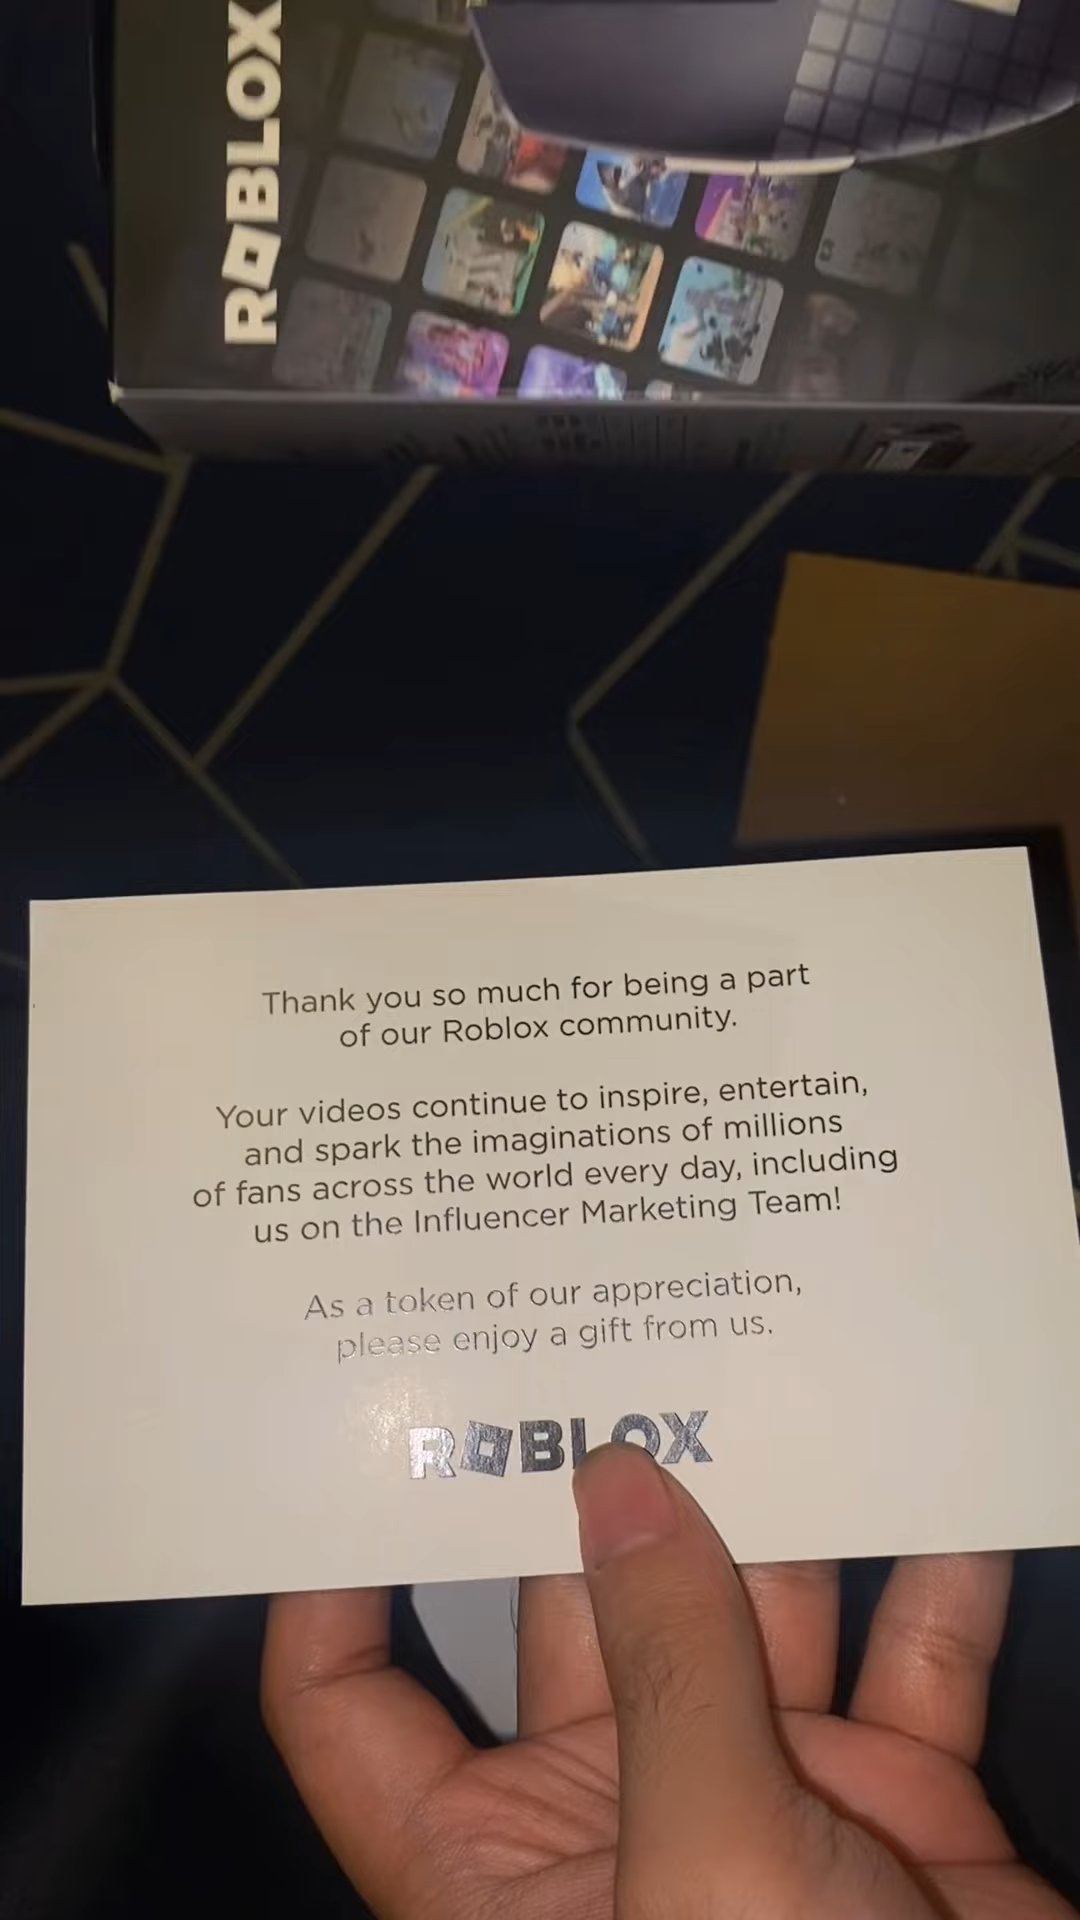 ROBLOX
Thank you so much for being a part
of our Roblox community.
Your videos continue to inspire, entertain,
and spark the imaginations of millions
of fans across the world every day, including
us on the Influencer Marketing Team!
As a token of our appreciation,
please enjoy a gift from us.
ROBLOX